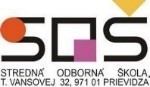 SOŠ
STREDNÁ ODBORNÁ ŠKOLA,
T. VANSOVEJ 32, 971 01 PRIEVIDZA